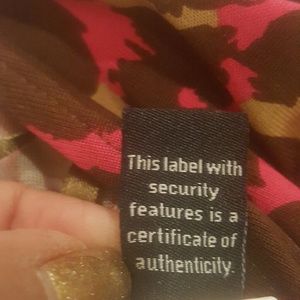 This label with
security
features is a
certificate of
authenticity.